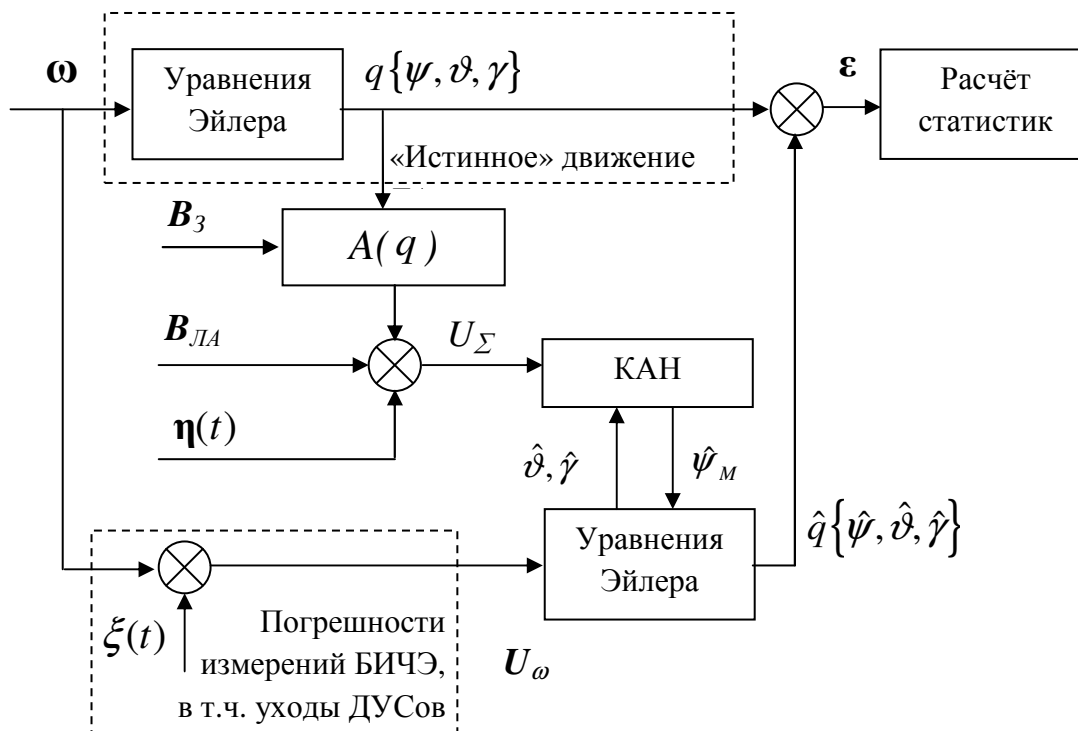 ω
Уравнения
Эйлера
q{ψ, ϑ, γ}
ε
Расчёт
статистик
«Истинное» движение
B_З
A(q)
B_ЛА
U_Σ
КАН
η(t)
ϑ̂, γ̂
ψ̂_М
Уравнения
Эйлера
q̂{ψ̂, ϑ̂, γ̂}
ξ(t)
Погрешности
измерений БИЧЭ,
в т.ч. уходы ДУСов
U_ω